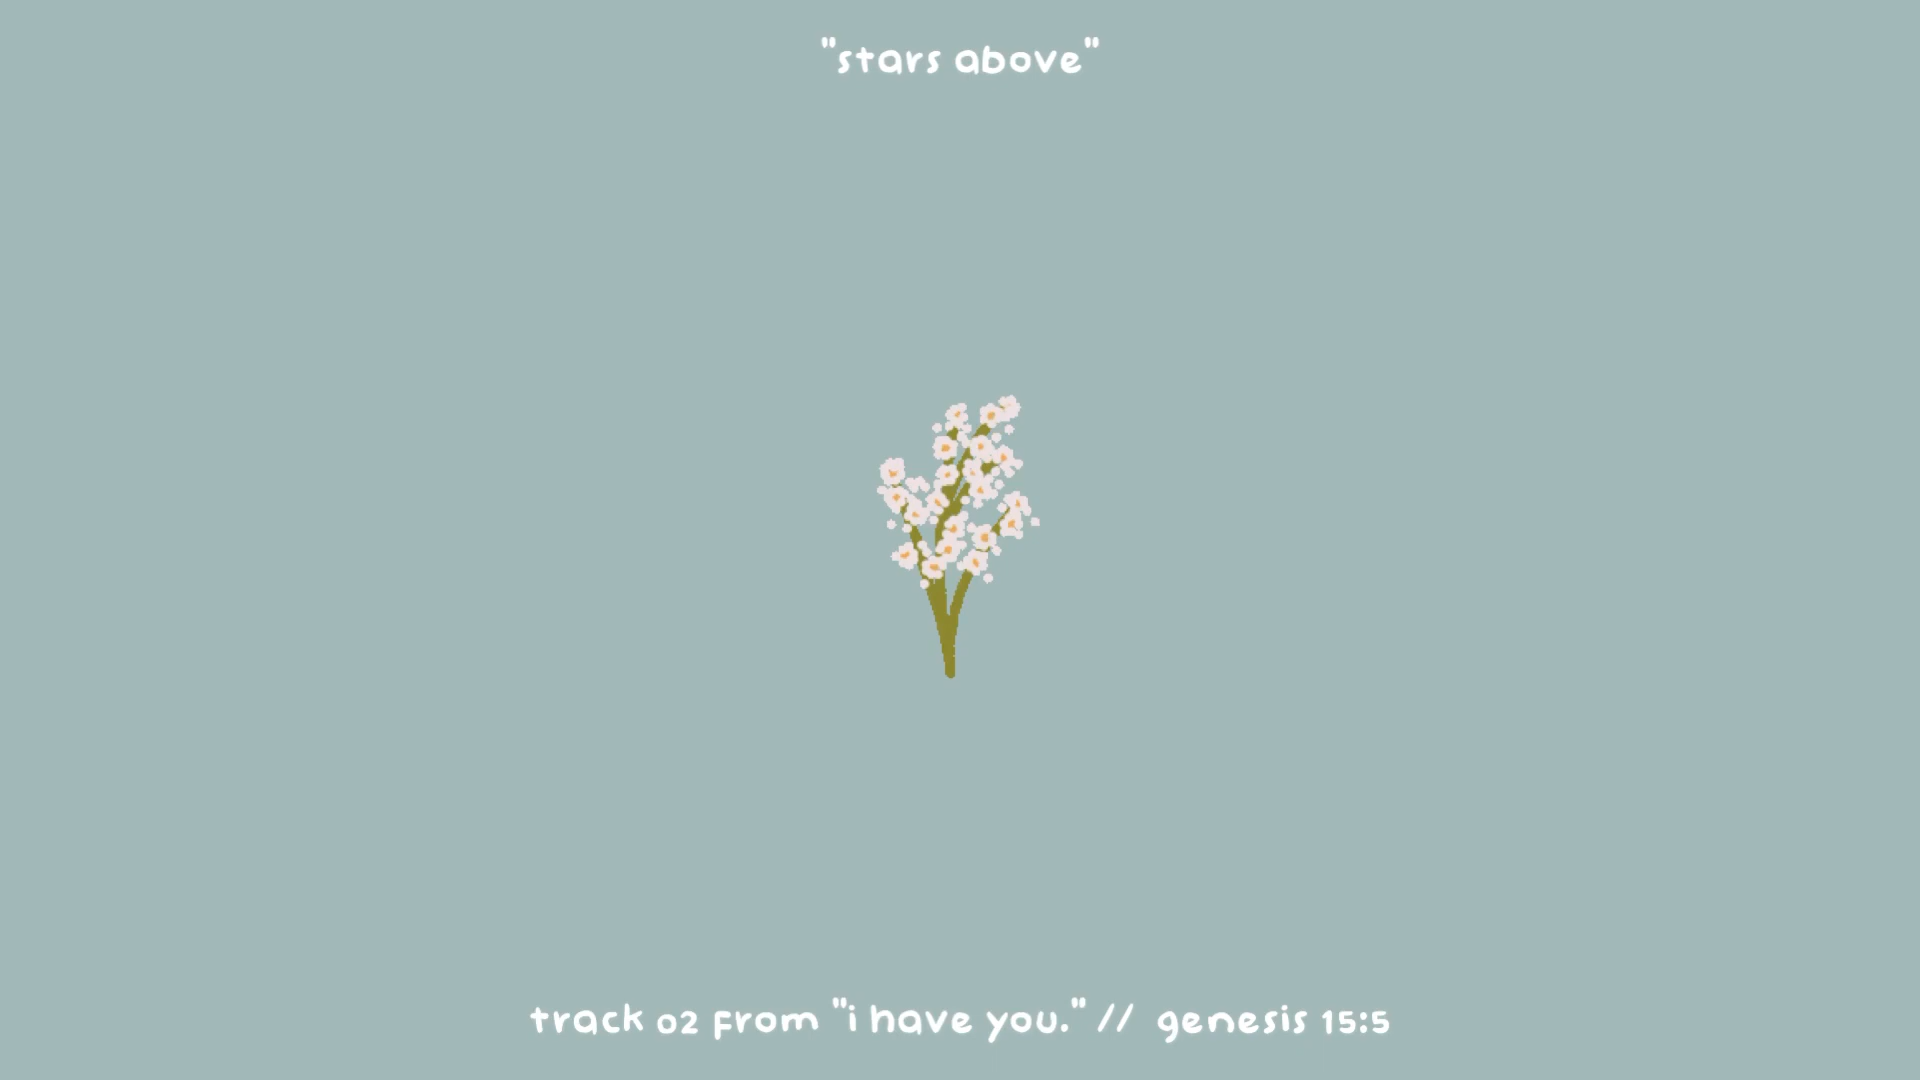 "stars above"
track 02 from "i have you." // genesis 15:5